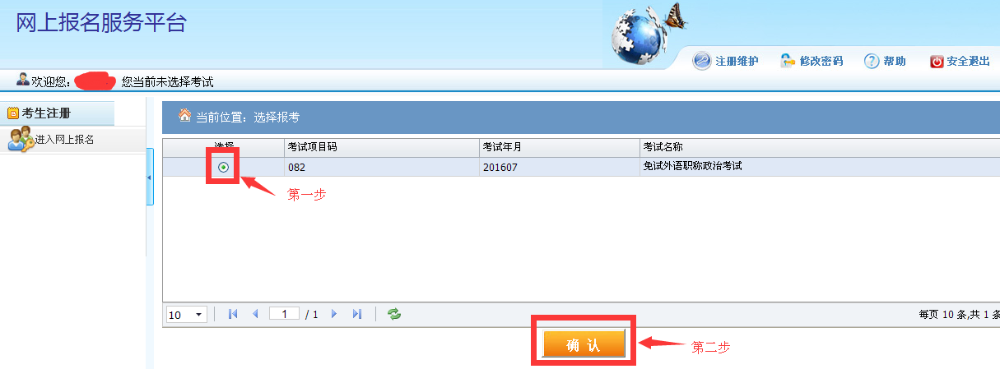 网上报名服务平台
注册维护 修改密码 帮助 安全退出
欢迎您: 您当前未选择考试
考生注册
进入网上报名
当前位置：选择报考
选择 考试项目码 考试年月 考试名称
082 201607 免试外语职称政治考试
第一步
10 1 / 1 每页 10 条,共 1 条
确 认
第二步